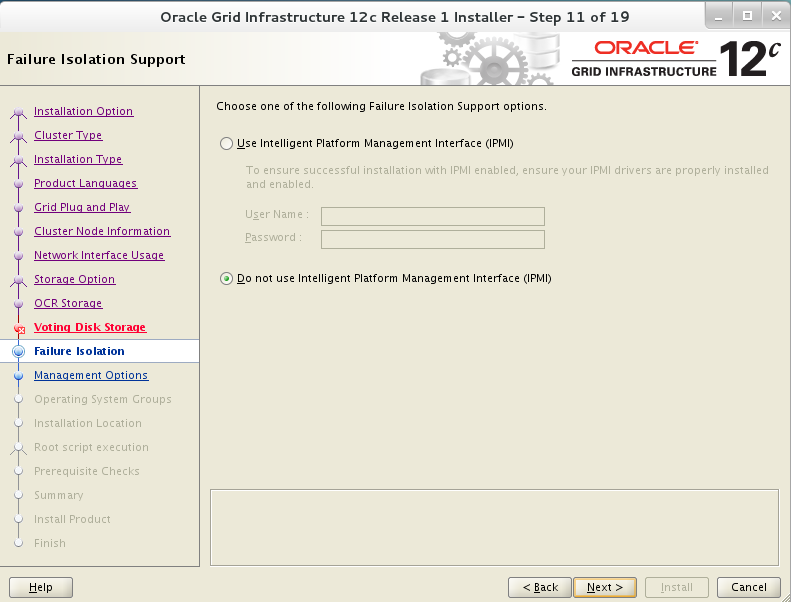 Oracle Grid Infrastructure 12c Release 1 Installer - Step 11 of 19
Failure Isolation Support
ORACLE
GRID INFRASTRUCTURE
12c
Installation Option
Cluster Type
Installation Type
Product Languages
Grid Plug and Play
Cluster Node Information
Network Interface Usage
Storage Option
OCR Storage
Voting Disk Storage
Failure Isolation
Management Options
Operating System Groups
Installation Location
Root script execution
Prerequisite Checks
Summary
Install Product
Finish
Choose one of the following Failure Isolation Support options.
Use Intelligent Platform Management Interface (IPMI)
To ensure successful installation with IPMI enabled, ensure your IPMI drivers are properly installed
and enabled.
User Name :
Password :
Do not use Intelligent Platform Management Interface (IPMI)
Help
< Back
Next >
Install
Cancel